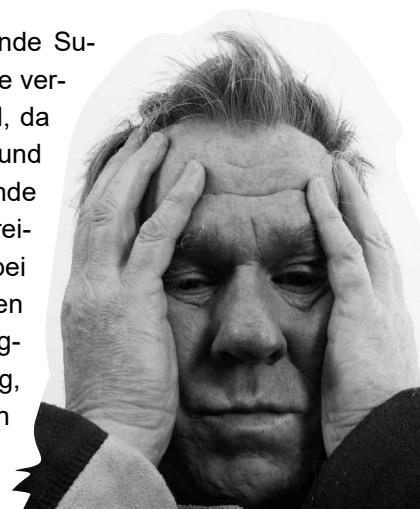 nde Su-
e ver-
, da
und
nde
rei-
bei
en
g-
g,
n